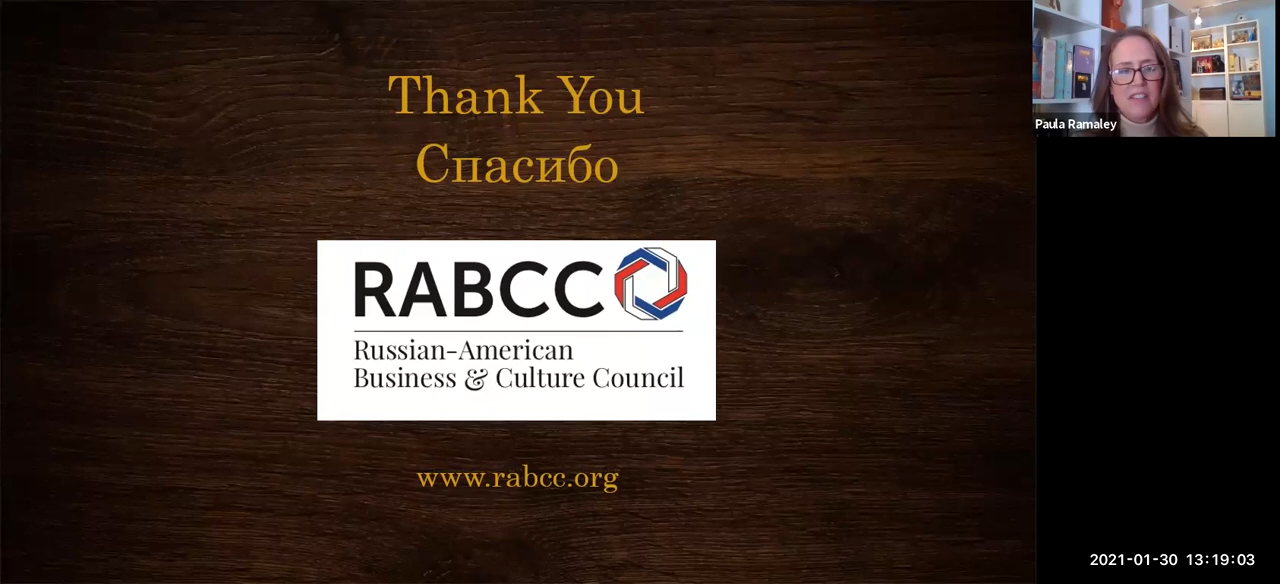 Thank You
Спасибо
RABCC
Russian-American
Business & Culture Council
www.rabcc.org
Paula Ramaley
2021-01-30 13:19:03